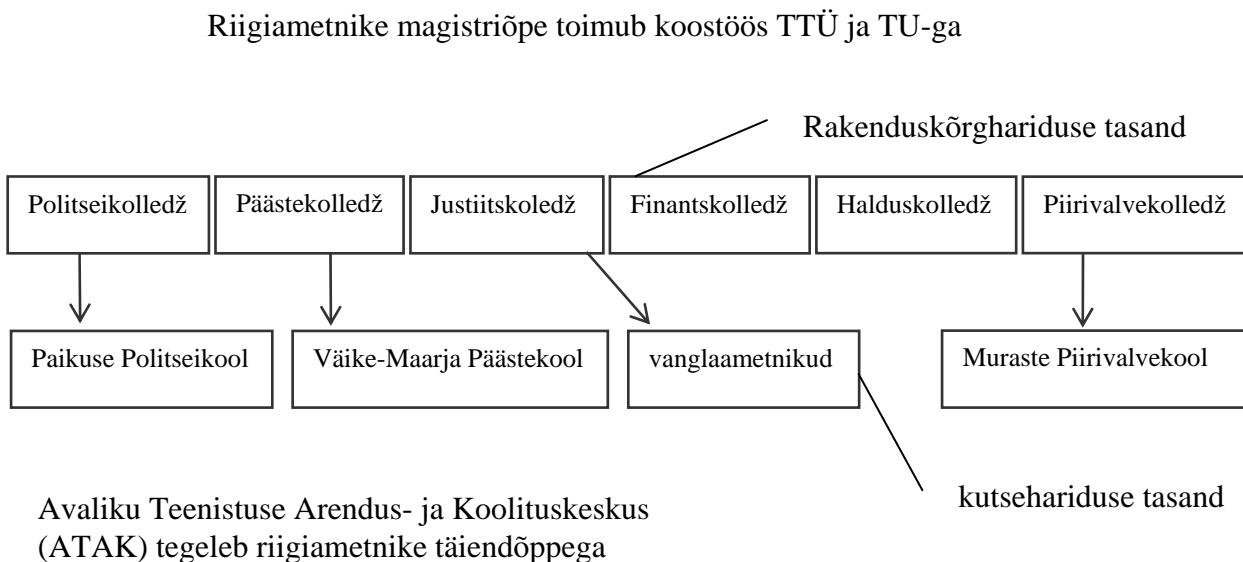 Riigiametnike magistriõpe toimub koostöös TTÜ ja TU-ga
Rakenduskõrghariduse tasand
Politseikolledž
Päästekolledž
Justiitskoledž
Finantskolledž
Halduskolledž
Piirivalvekolledž
Paikuse Politseikool
Väike-Maarja Päästekool
vanglaametnikud
Muraste Piirivalvekool
kutsehariduse tasand
Avaliku Teenistuse Arendus- ja Koolituskeskus
(ATAK) tegeleb riigiametnike täiendõppega